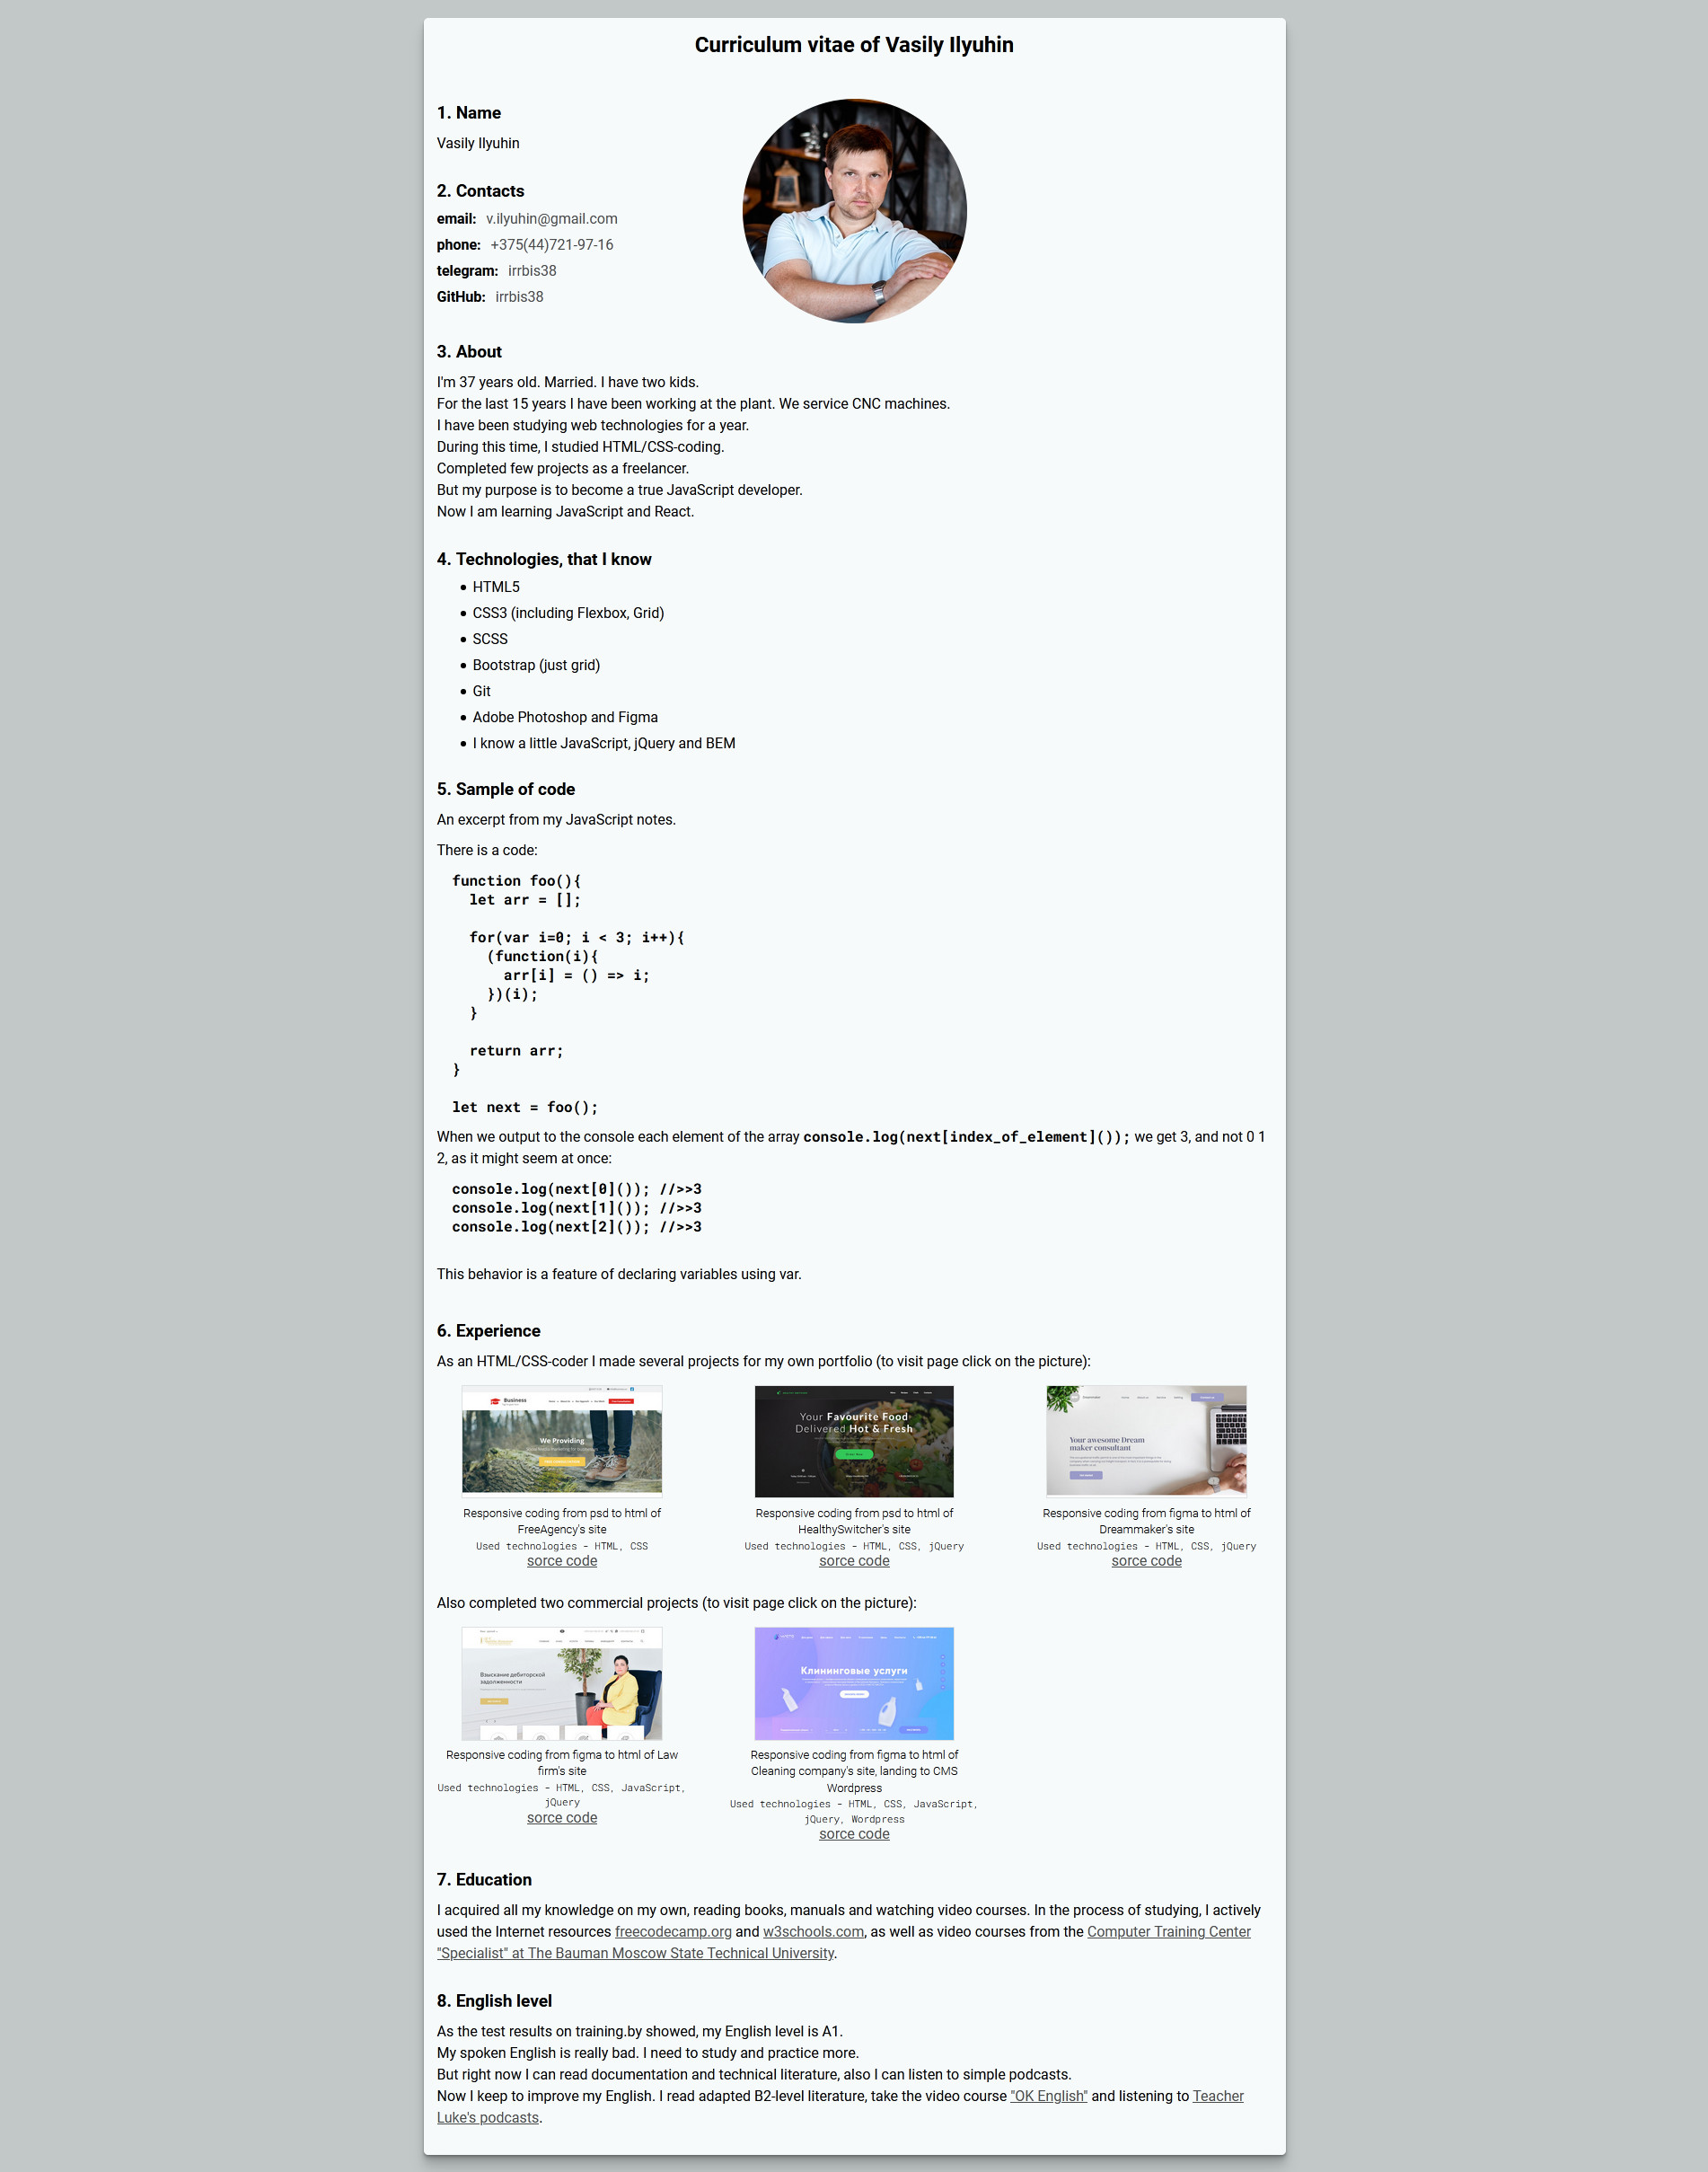 Curriculum vitae of Vasily Ilyuhin
1. Name
Vasily Ilyuhin
2. Contacts
email: v.ilyuhin@gmail.com
phone: +375(44)721-97-16
telegram: irrbis38
GitHub: irrbis38
3. About
I'm 37 years old. Married. I have two kids.
For the last 15 years I have been working at the plant. We service CNC machines.
I have been studying web technologies for a year.
During this time, I studied HTML/CSS-coding.
Completed few projects as a freelancer.
But my purpose is to become a true JavaScript developer.
Now I am learning JavaScript and React.
4. Technologies, that I know
HTML5
CSS3 (including Flexbox, Grid)
SCSS
Bootstrap (just grid)
Git
Adobe Photoshop and Figma
I know a little JavaScript, jQuery and BEM
5. Sample of code
An excerpt from my JavaScript notes.
There is a code:
function foo(){
let arr = [];
for(var i=0; i < 3; i++){
(function(i){
arr[i] = () => i;
})(i);
}
return arr;
}
let next = foo();
When we output to the console each element of the array console.log(next[index_of_element]()); we get 3, and not 0 1
2, as it might seem at once:
console.log(next[0]()); //>>3
console.log(next[1]()); //>>3
console.log(next[2]()); //>>3
This behavior is a feature of declaring variables using var.
6. Experience
As an HTML/CSS-coder I made several projects for my own portfolio (to visit page click on the picture):
Business
We Providing
Your Favourite Food
Delivered Hot & Fresh
Your awesome Dream
maker consultant
Responsive coding from psd to html of
FreeAgency's site
Used technologies - HTML, CSS
sorce code
Responsive coding from psd to html of
HealthySwitcher's site
Used technologies - HTML, CSS, jQuery
sorce code
Responsive coding from figma to html of
Dreammaker's site
Used technologies - HTML, CSS, jQuery
sorce code
Also completed two commercial projects (to visit page click on the picture):
Взыскание дебиторской
задолженности
Клининговые услуги
Responsive coding from figma to html of Law
firm's site
Used technologies - HTML, CSS, JavaScript,
jQuery
sorce code
Responsive coding from figma to html of
Cleaning company's site, landing to CMS
Wordpress
Used technologies - HTML, CSS, JavaScript,
jQuery, Wordpress
sorce code
7. Education
I acquired all my knowledge on my own, reading books, manuals and watching video courses. In the process of studying, I actively
used the Internet resources freecodecamp.org and w3schools.com, as well as video courses from the Computer Training Center
"Specialist" at The Bauman Moscow State Technical University.
8. English level
As the test results on training.by showed, my English level is A1.
My spoken English is really bad. I need to study and practice more.
But right now I can read documentation and technical literature, also I can listen to simple podcasts.
Now I keep to improve my English. I read adapted B2-level literature, take the video course "OK English" and listening to Teacher
Luke's podcasts.